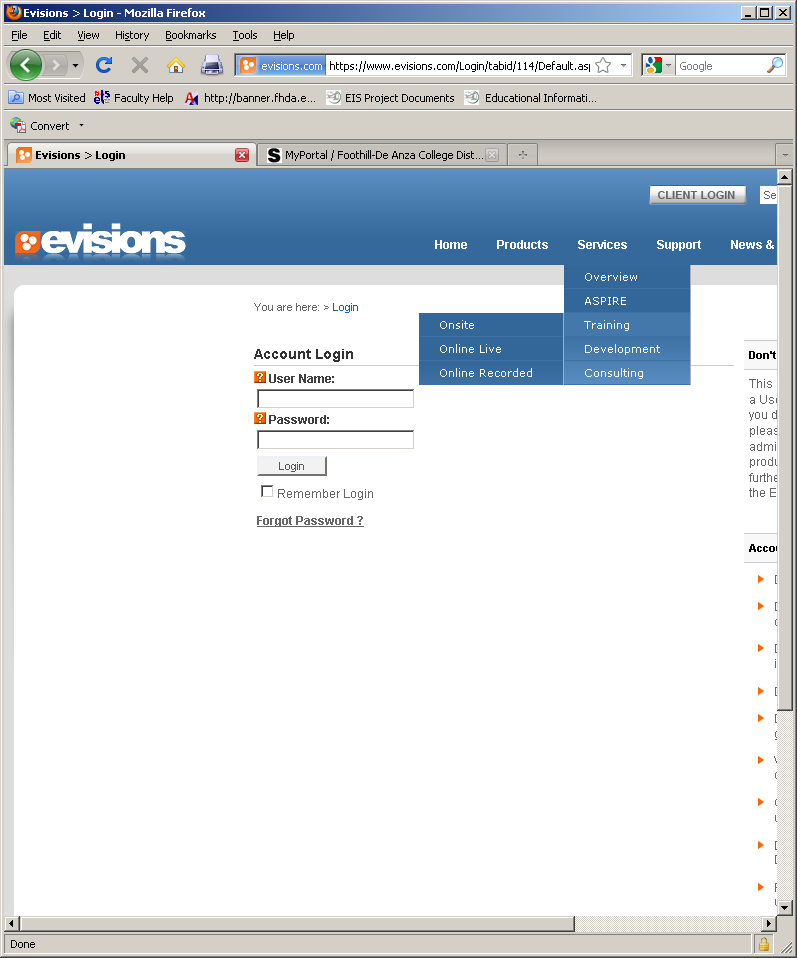 Evisions > Login - Mozilla Firefox
File Edit View History Bookmarks Tools Help
evisions.com https://www.evisions.com/Login/tabid/114/Default.asp
Google
Most Visited Faculty Help http://banner.fhda.e... EIS Project Documents Educational Informati...
Convert
Evisions > Login MyPortal / Foothill-De Anza College Dist...
CLIENT LOGIN Se
evisions
Home Products Services Support News &
Overview
ASPIRE
Training
Development
Consulting
Onsite
Online Live
Online Recorded
You are here: > Login
Account Login
? User Name:
? Password:
Login
Remember Login
Forgot Password ?
Don't
This
a Use
you d
pleas
admi
produ
furthe
the E
Accou
Done